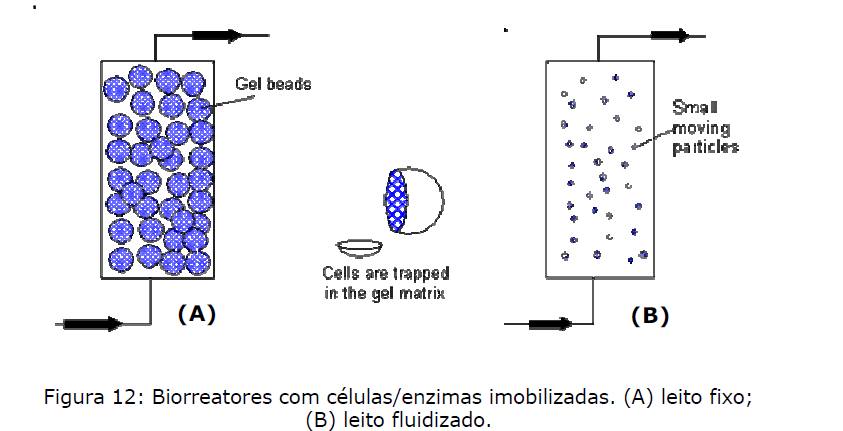 Gel beads
Small
moving
particles
Cells are trapped
in the gel matrix
(A)
(B)
Figura 12: Biorreatores com células/enzimas imobilizadas. (A) leito fixo;
(B) leito fluidizado.